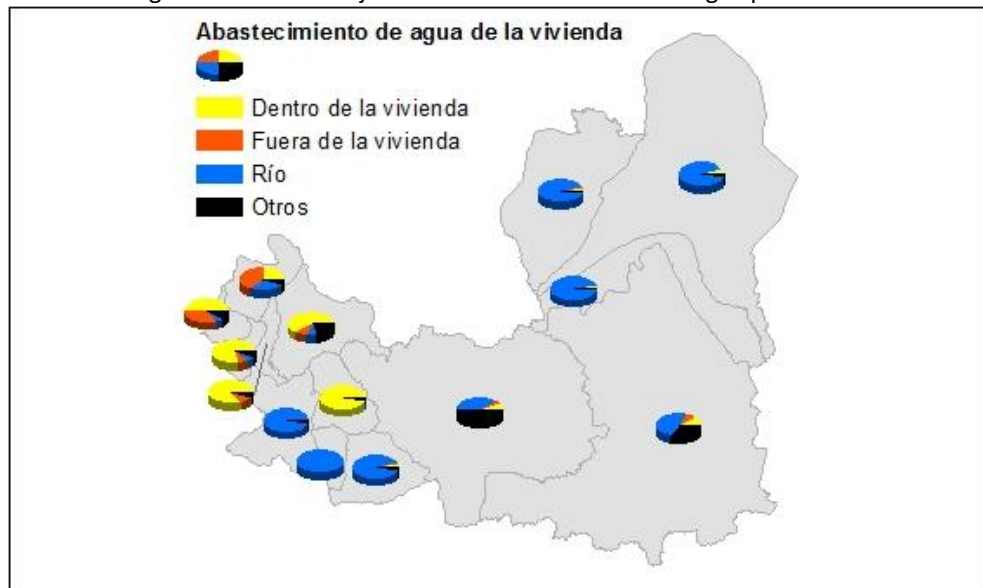 Abastecimiento de agua de la vivienda
Dentro de la vivienda
Fuera de la vivienda
Río
Otros